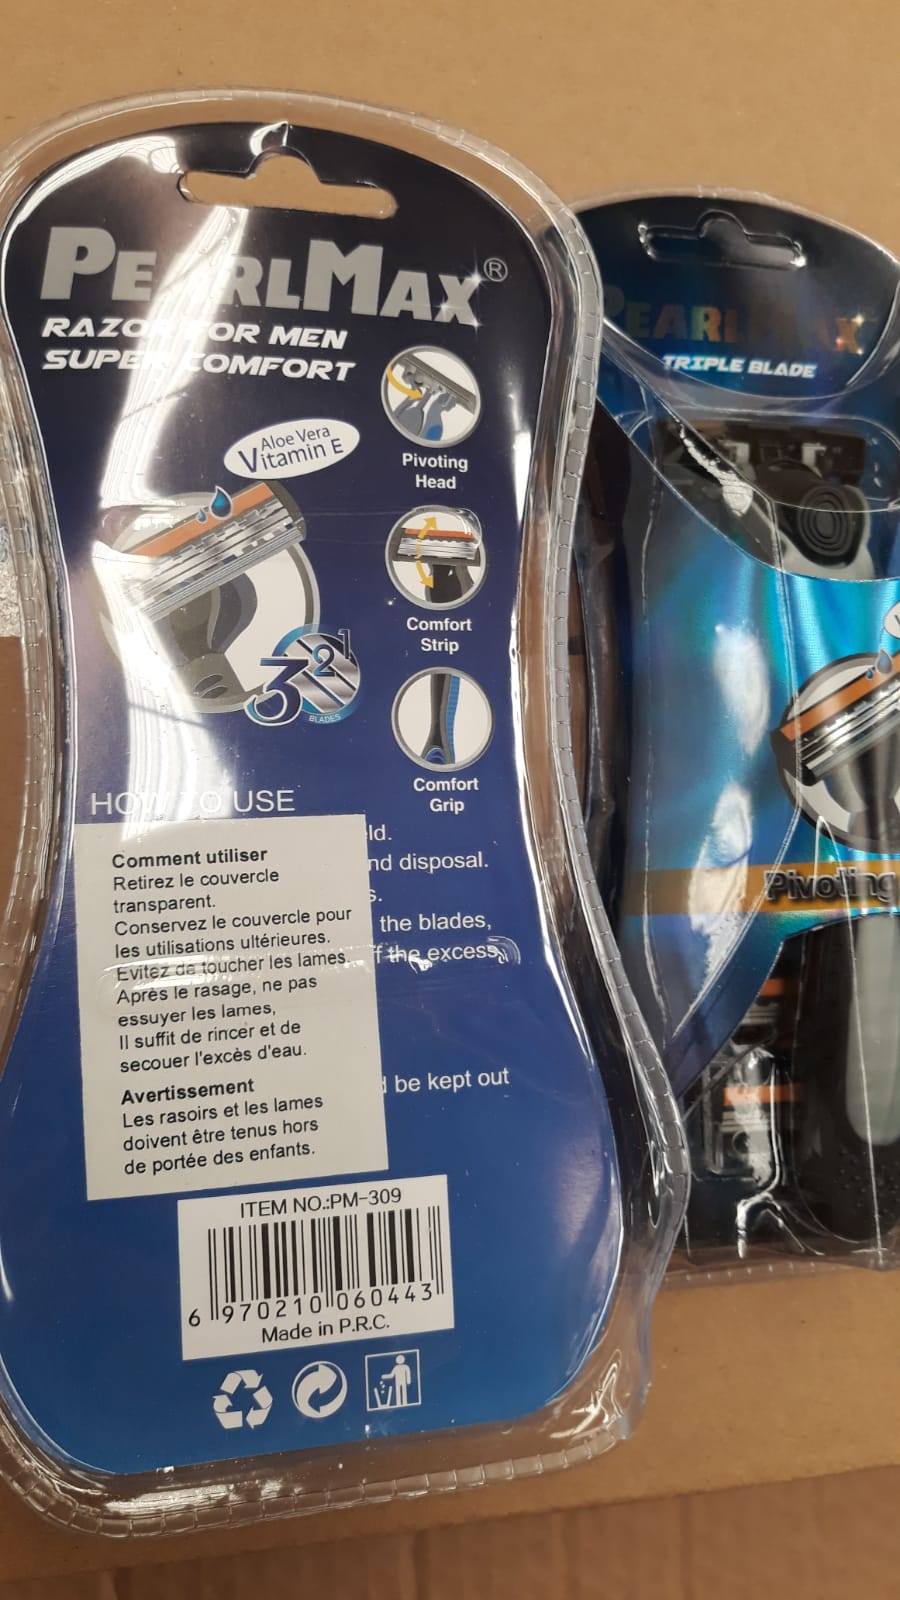 PEARLMAX®
RAZOR FOR MEN
SUPER COMFORT
Aloe Vera
Vitamin E
Pivoting
Head
Comfort
Strip
3 2 1
BLADES
Comfort
Grip
HOW TO USE
nd disposal.
the blades,
the excess,
be kept out
Comment utiliser
Retirez le couvercle
transparent.
Conservez le couvercle pour
les utilisations ultérieures.
Evitez de toucher les lames.
Après le rasage, ne pas
essuyer les lames,
Il suffit de rincer et de
secouer l'excès d'eau.
Avertissement
Les rasoirs et les lames
doivent être tenus hors
de portée des enfants.
ITEM NO.:PM-309
6 970210 060443
Made in P.R.C.
PEARLMAX
TRIPLE BLADE
Pivoting